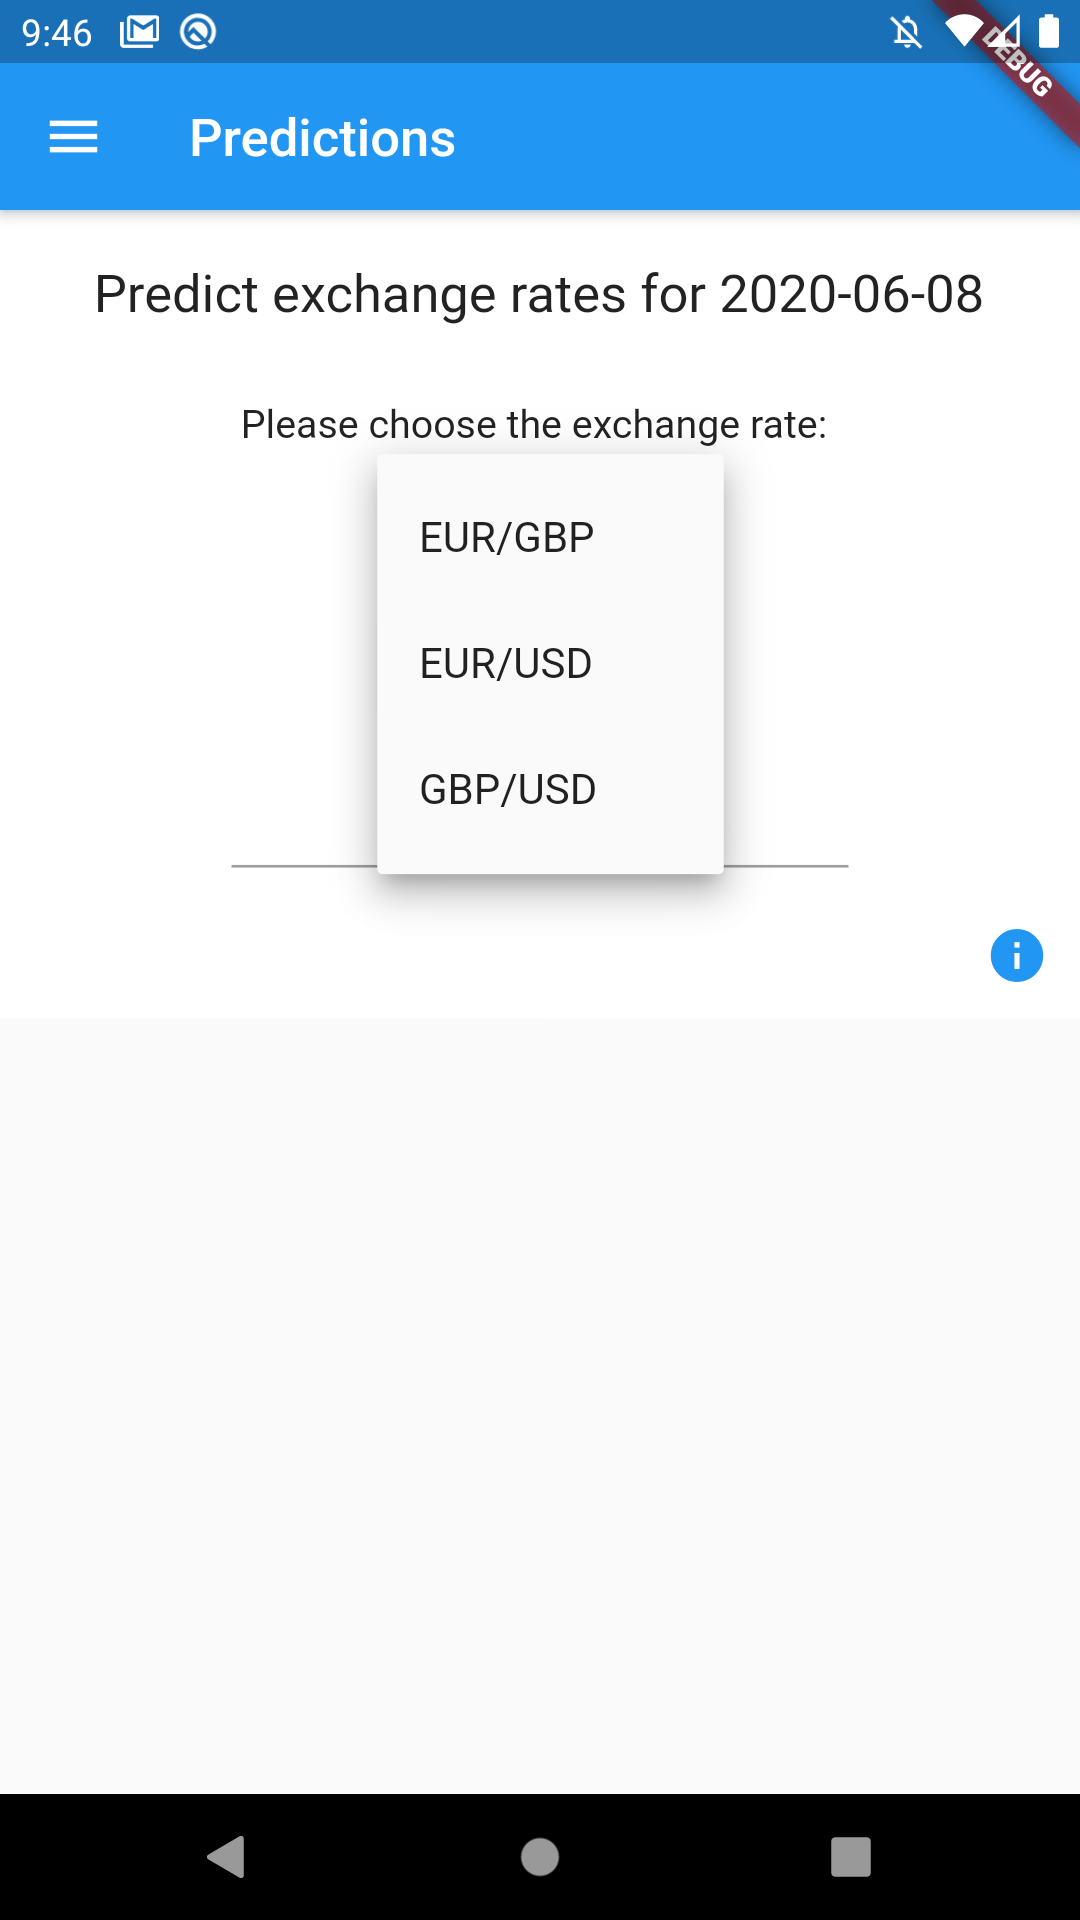 9:46
DEBUG
Predictions
Predict exchange rates for 2020-06-08
Please choose the exchange rate:
EUR/GBP
EUR/USD
GBP/USD